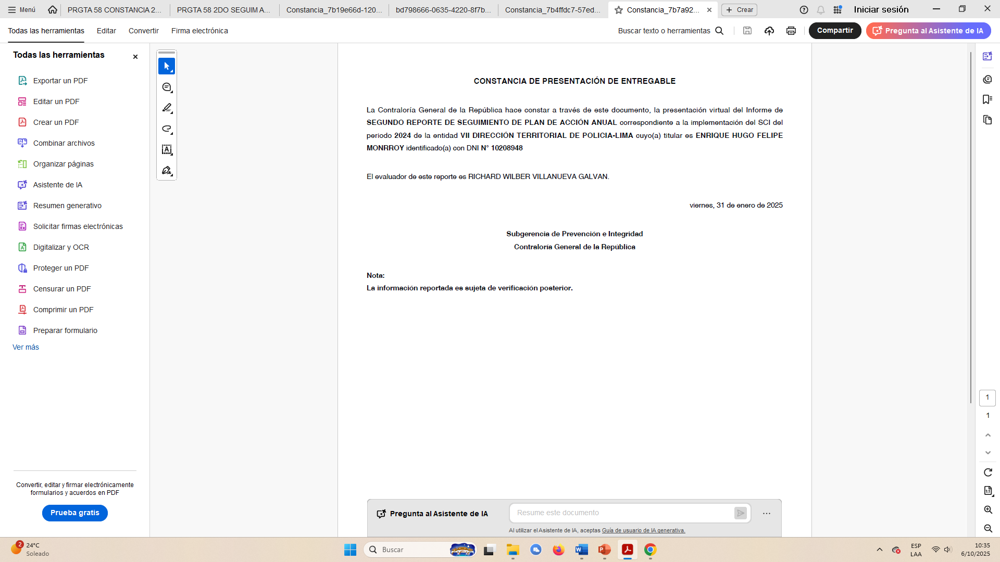 Menú
PRGTA 58 CONSTANCIA 2...
PRGTA 58 2DO SEGUIM A...
Constancia_7b19e66d-120...
bd798666-0635-4220-8f7b...
Constancia_7b4ffdc7-57ed...
Constancia_7b7a92...
Crear
Iniciar sesión
Todas las herramientas
Editar
Convertir
Firma electrónica
Buscar texto o herramientas
Compartir
Pregunta al Asistente de IA
Todas las herramientas
Exportar un PDF
Editar un PDF
Crear un PDF
Combinar archivos
Organizar páginas
Asistente de IA
Resumen generativo
Solicitar firmas electrónicas
Digitalizar y OCR
Proteger un PDF
Censurar un PDF
Comprimir un PDF
Preparar formulario
Ver más
Convertir, editar y firmar electrónicamente
formularios y acuerdos en PDF
Prueba gratis
CONSTANCIA DE PRESENTACIÓN DE ENTREGABLE
La Contraloría General de la República hace constar a través de este documento, la presentación virtual del Informe de
SEGUNDO REPORTE DE SEGUIMIENTO DE PLAN DE ACCIÓN ANUAL correspondiente a la implementación del SCI del
periodo 2024 de la entidad VII DIRECCIÓN TERRITORIAL DE POLICIA-LIMA cuyo(a) titular es ENRIQUE HUGO FELIPE
MONRROY identificado(a) con DNI N° 10208948
El evaluador de este reporte es RICHARD WILBER VILLANUEVA GALVAN.
viernes, 31 de enero de 2025
Subgerencia de Prevención e Integridad
Contraloría General de la República
Nota:
La información reportada es sujeta de verificación posterior.
Pregunta al Asistente de IA
Resume este documento
Al utilizar el Asistente de IA, aceptas Guía de usuario de IA generativa.
1
1
1:1
2
24°C
Soleado
Buscar
ESP
LAA
10:35
6/10/2025